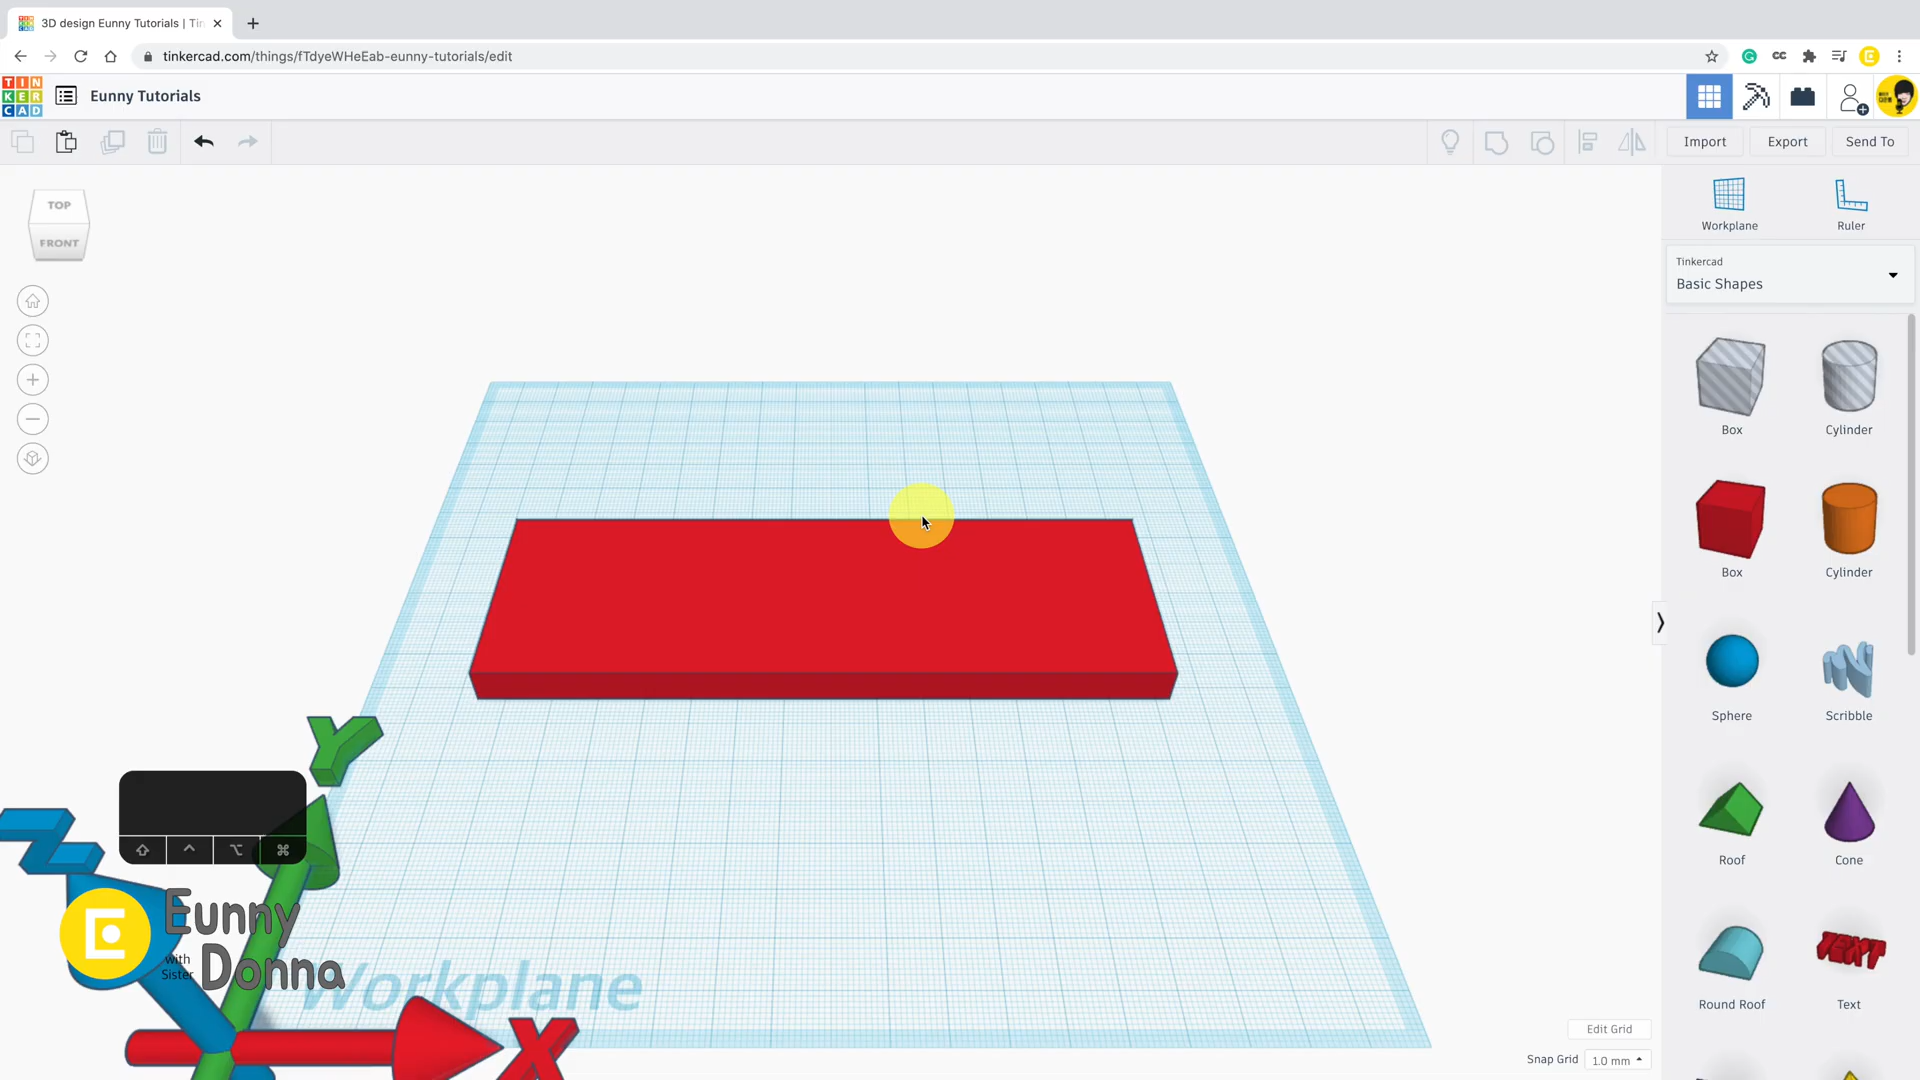 3D design Eunny Tutorials | Tin
tinkercad.com/things/fTdyeWHeEab-eunny-tutorials/edit
TIN
KER
CAD
Eunny Tutorials
Import
Export
Send To
TOP
FRONT
Workplane
Ruler
Tinkercad
Basic Shapes
Box
Cylinder
Box
Cylinder
Sphere
Scribble
Roof
Cone
TEXT
Round Roof
Text
Y
Z
X
Eunny
with
Sister
Donna
Workplane
Edit Grid
Snap Grid
1.0 mm